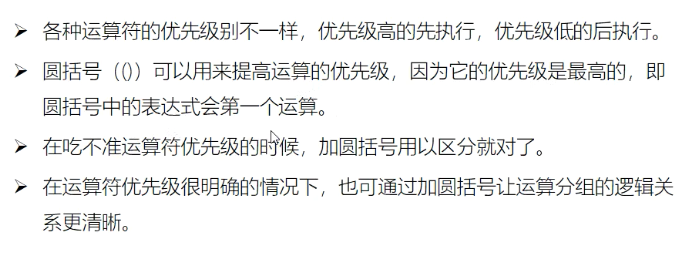 ➢ 各种运算符的优先级别不一样，优先级高的先执行，优先级低的后执行。
➢ 圆括号（()）可以用来提高运算的优先级，因为它的优先级是最高的，即
圆括号中的表达式会第一个运算。
➢ 在吃不准运算符优先级的时候，加圆括号用以区分就对了。
➢ 在运算符优先级很明确的情况下，也可通过加圆括号让运算分组的逻辑关
系更清晰。